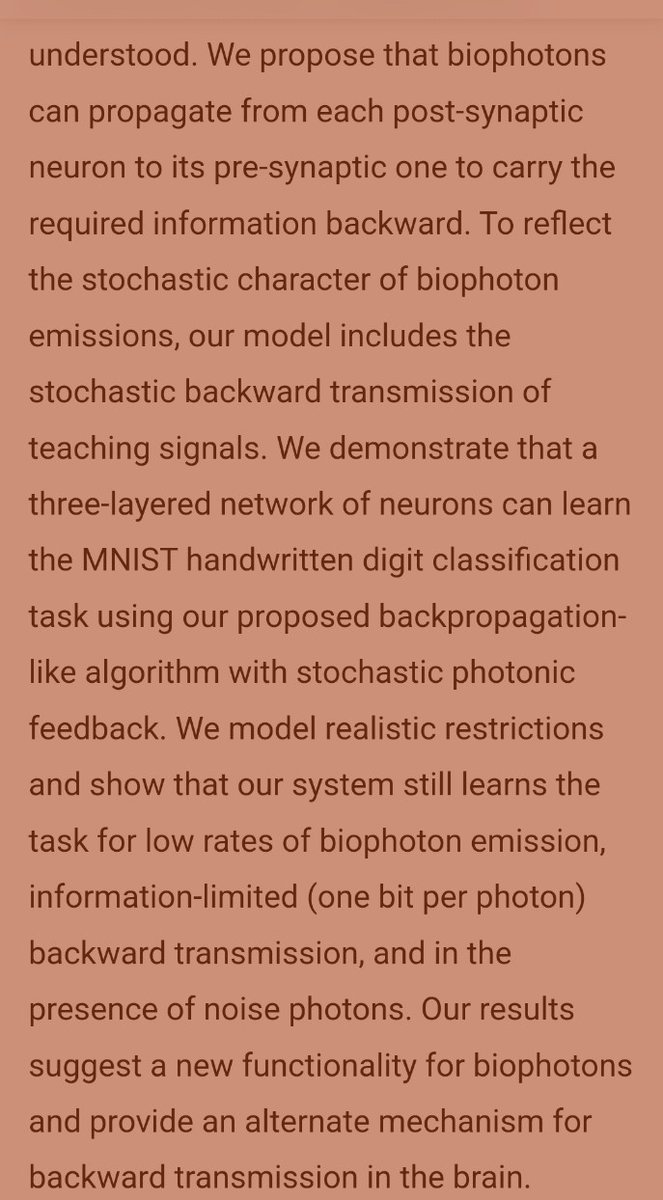 understood. We propose that biophotons
can propagate from each post-synaptic
neuron to its pre-synaptic one to carry the
required information backward. To reflect
the stochastic character of biophoton
emissions, our model includes the
stochastic backward transmission of
teaching signals. We demonstrate that a
three-layered network of neurons can learn
the MNIST handwritten digit classification
task using our proposed backpropagation-
like algorithm with stochastic photonic
feedback. We model realistic restrictions
and show that our system still learns the
task for low rates of biophoton emission,
information-limited (one bit per photon)
backward transmission, and in the
presence of noise photons. Our results
suggest a new functionality for biophotons
and provide an alternate mechanism for
backward transmission in the brain.